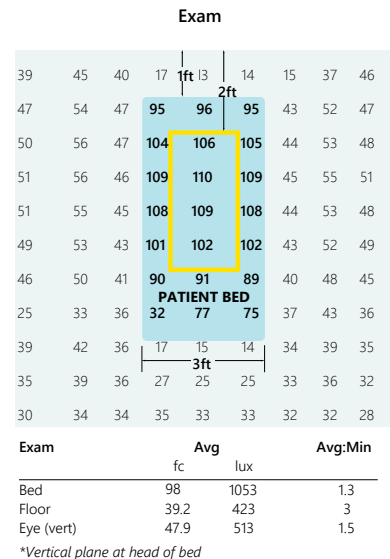 Exam
39 45 40 17 1ft 13 14 15 37 46
2ft
47 54 47 95 96 95 43 52 47
50 56 47 104 106 105 44 53 48
51 56 46 109 110 109 45 55 51
51 55 45 108 109 108 44 53 48
49 53 43 101 102 102 43 52 49
46 50 41 90 91 89 40 48 45
PATIENT BED
25 33 36 32 77 75 37 43 36
39 42 36 17 15 14 34 39 35
3ft
35 39 36 27 25 25 33 36 32
30 34 34 35 33 33 32 32 28
Exam Avg Avg:Min
fc lux
Bed 98 1053 1.3
Floor 39.2 423 3
Eye (vert) 47.9 513 1.5
*Vertical plane at head of bed